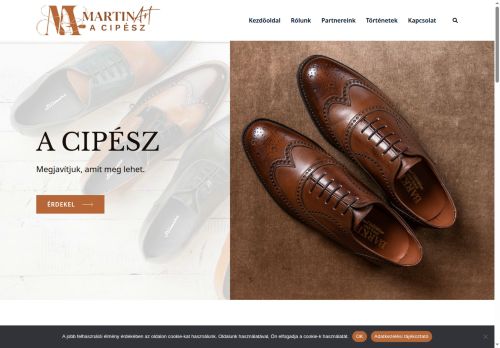 MARTINArt
A CIPÉSZ
Kezdőoldal Rólunk Partnereink Történetek Kapcsolat
A CIPÉSZ
Megjavítjuk, amit meg lehet.
ÉRDEKEL
A jobb felhasználói élmény érdekében az oldalon cookie-kat használunk. Oldalunk használatával, Ön elfogadja a cookie-k használatát. OK Adatkezelési tájékoztató